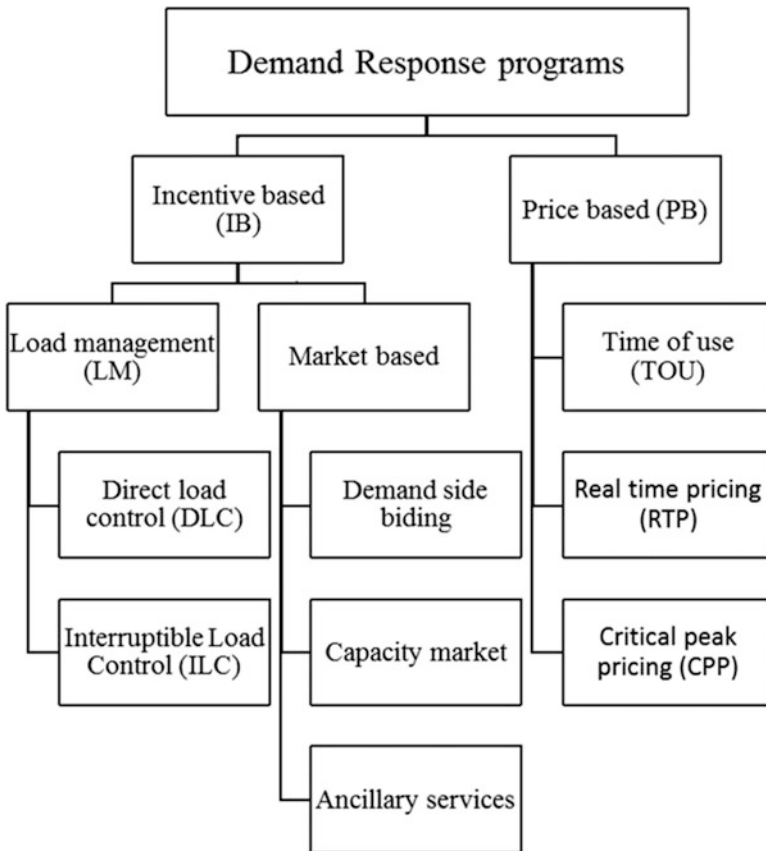 Demand Response programs
Incentive based
(IB)
Price based (PB)
Load management
(LM)
Market based
Time of use
(TOU)
Direct load
control (DLC)
Demand side
biding
Real time pricing
(RTP)
Interruptible Load
Control (ILC)
Capacity market
Critical peak
pricing (CPP)
Ancillary services